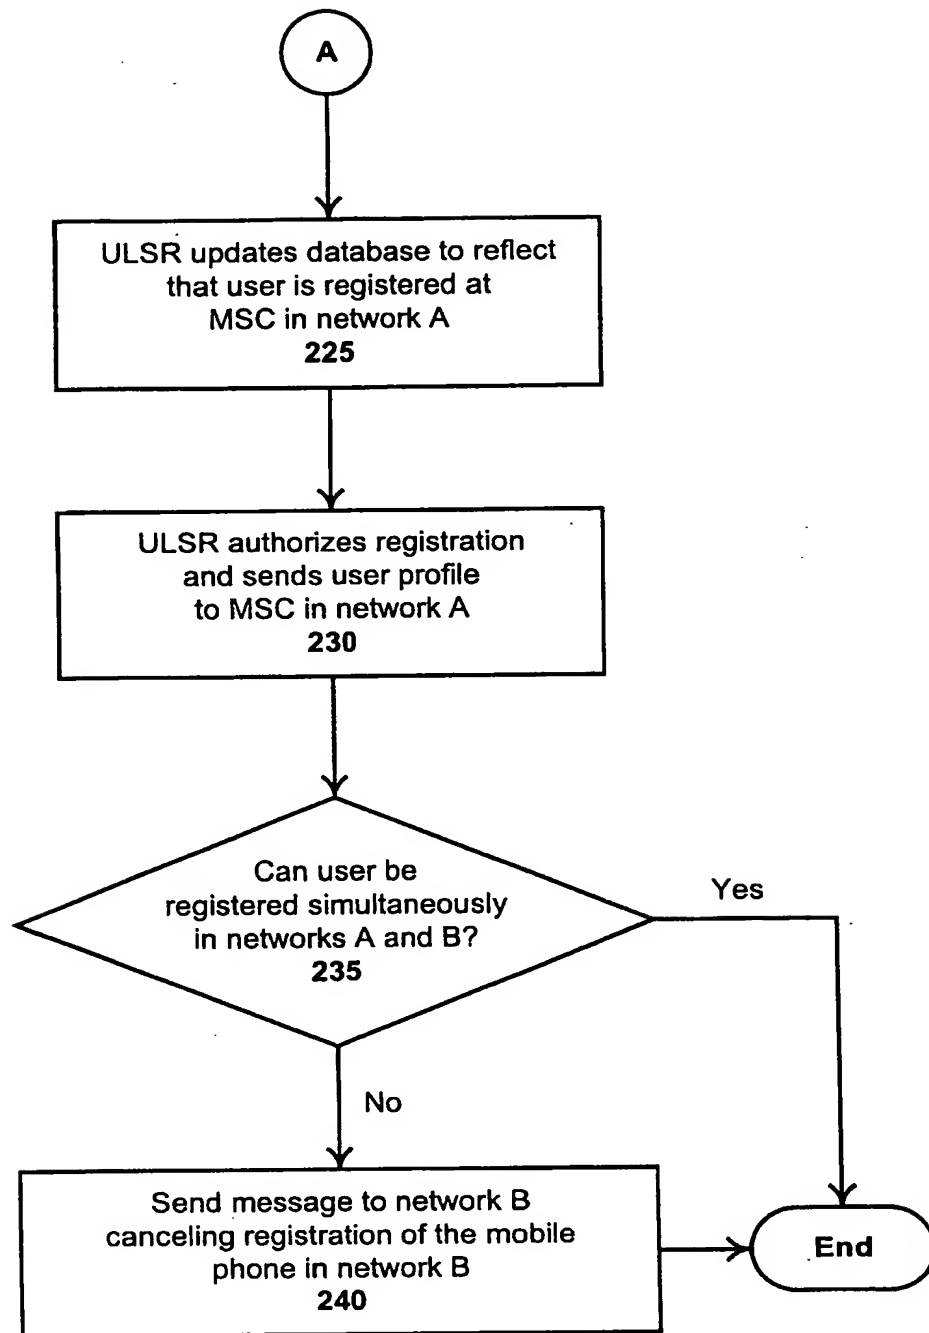 A
ULSR updates database to reflect
that user is registered at
MSC in network A
225
ULSR authorizes registration
and sends user profile
to MSC in network A
230
Can user be
registered simultaneously
in networks A and B?
235
Yes
No
Send message to network B
canceling registration of the mobile
phone in network B
240
End